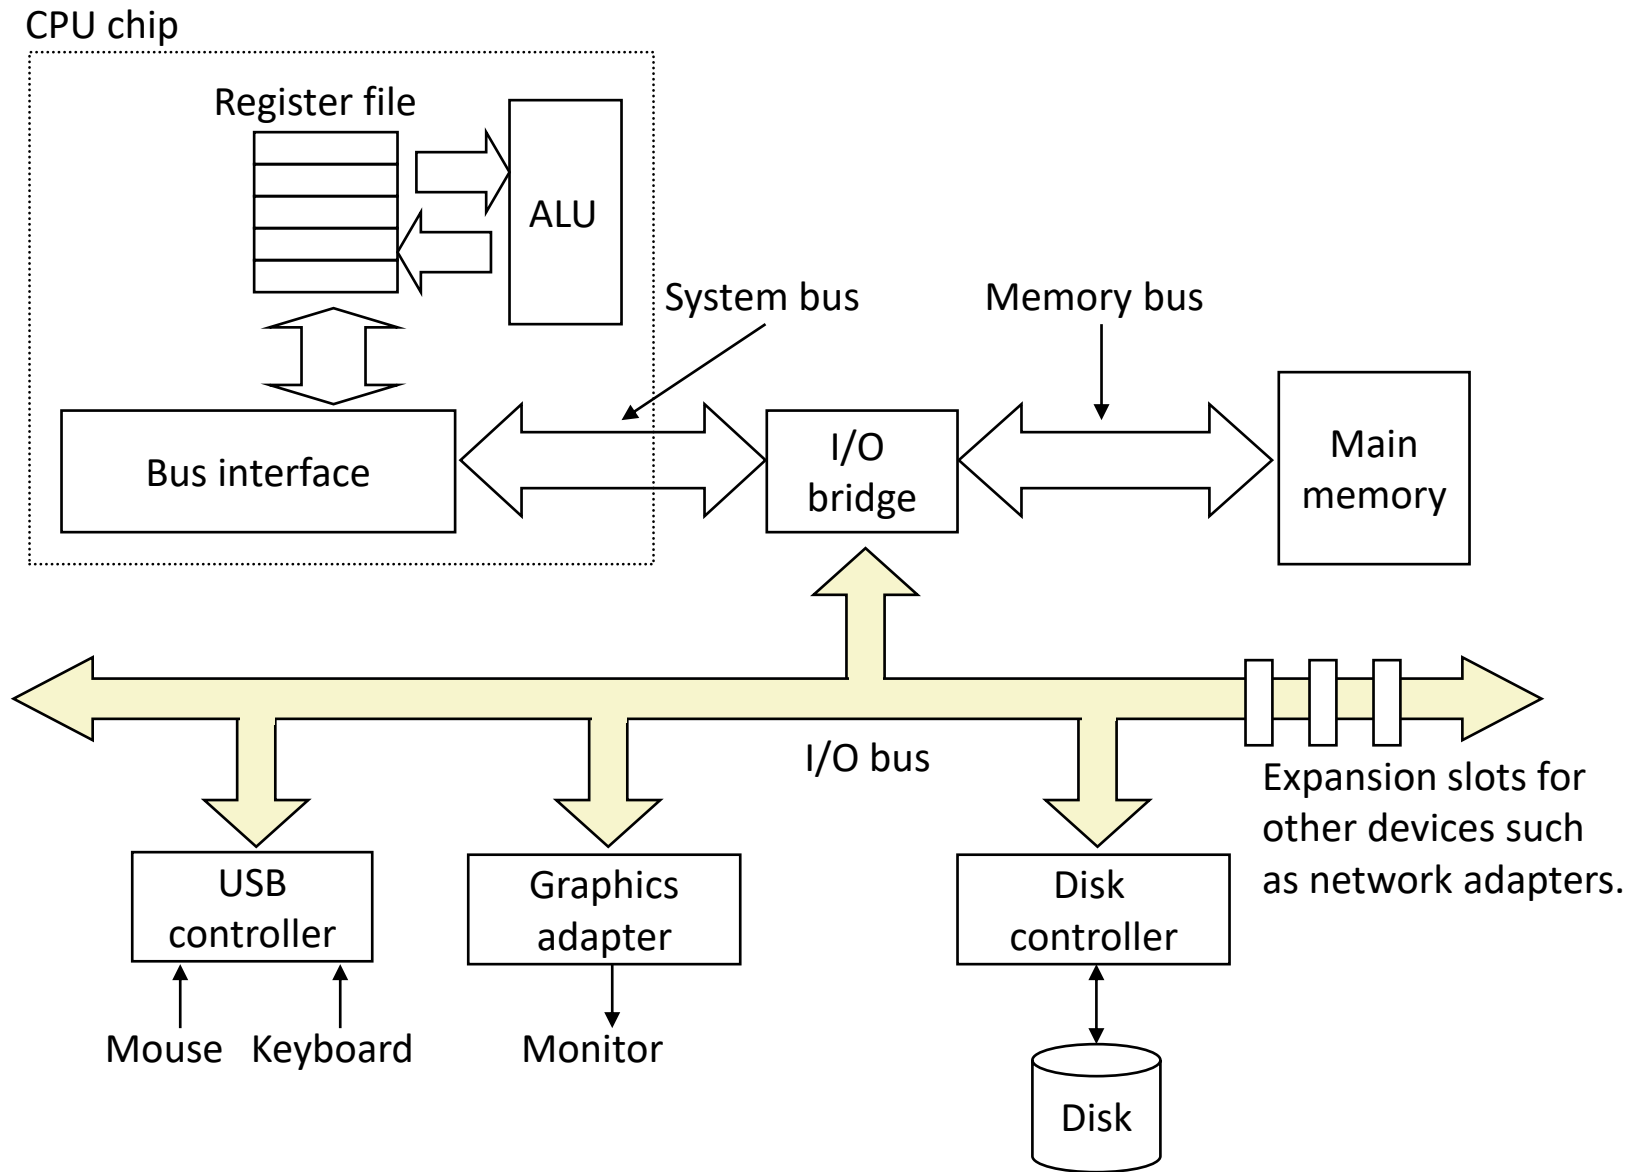 CPU chip
Register file
ALU
System bus
Memory bus
Bus interface
I/O
bridge
Main
memory
I/O bus
Expansion slots for
other devices such
as network adapters.
USB
controller
Graphics
adapter
Disk
controller
Mouse
Keyboard
Monitor
Disk